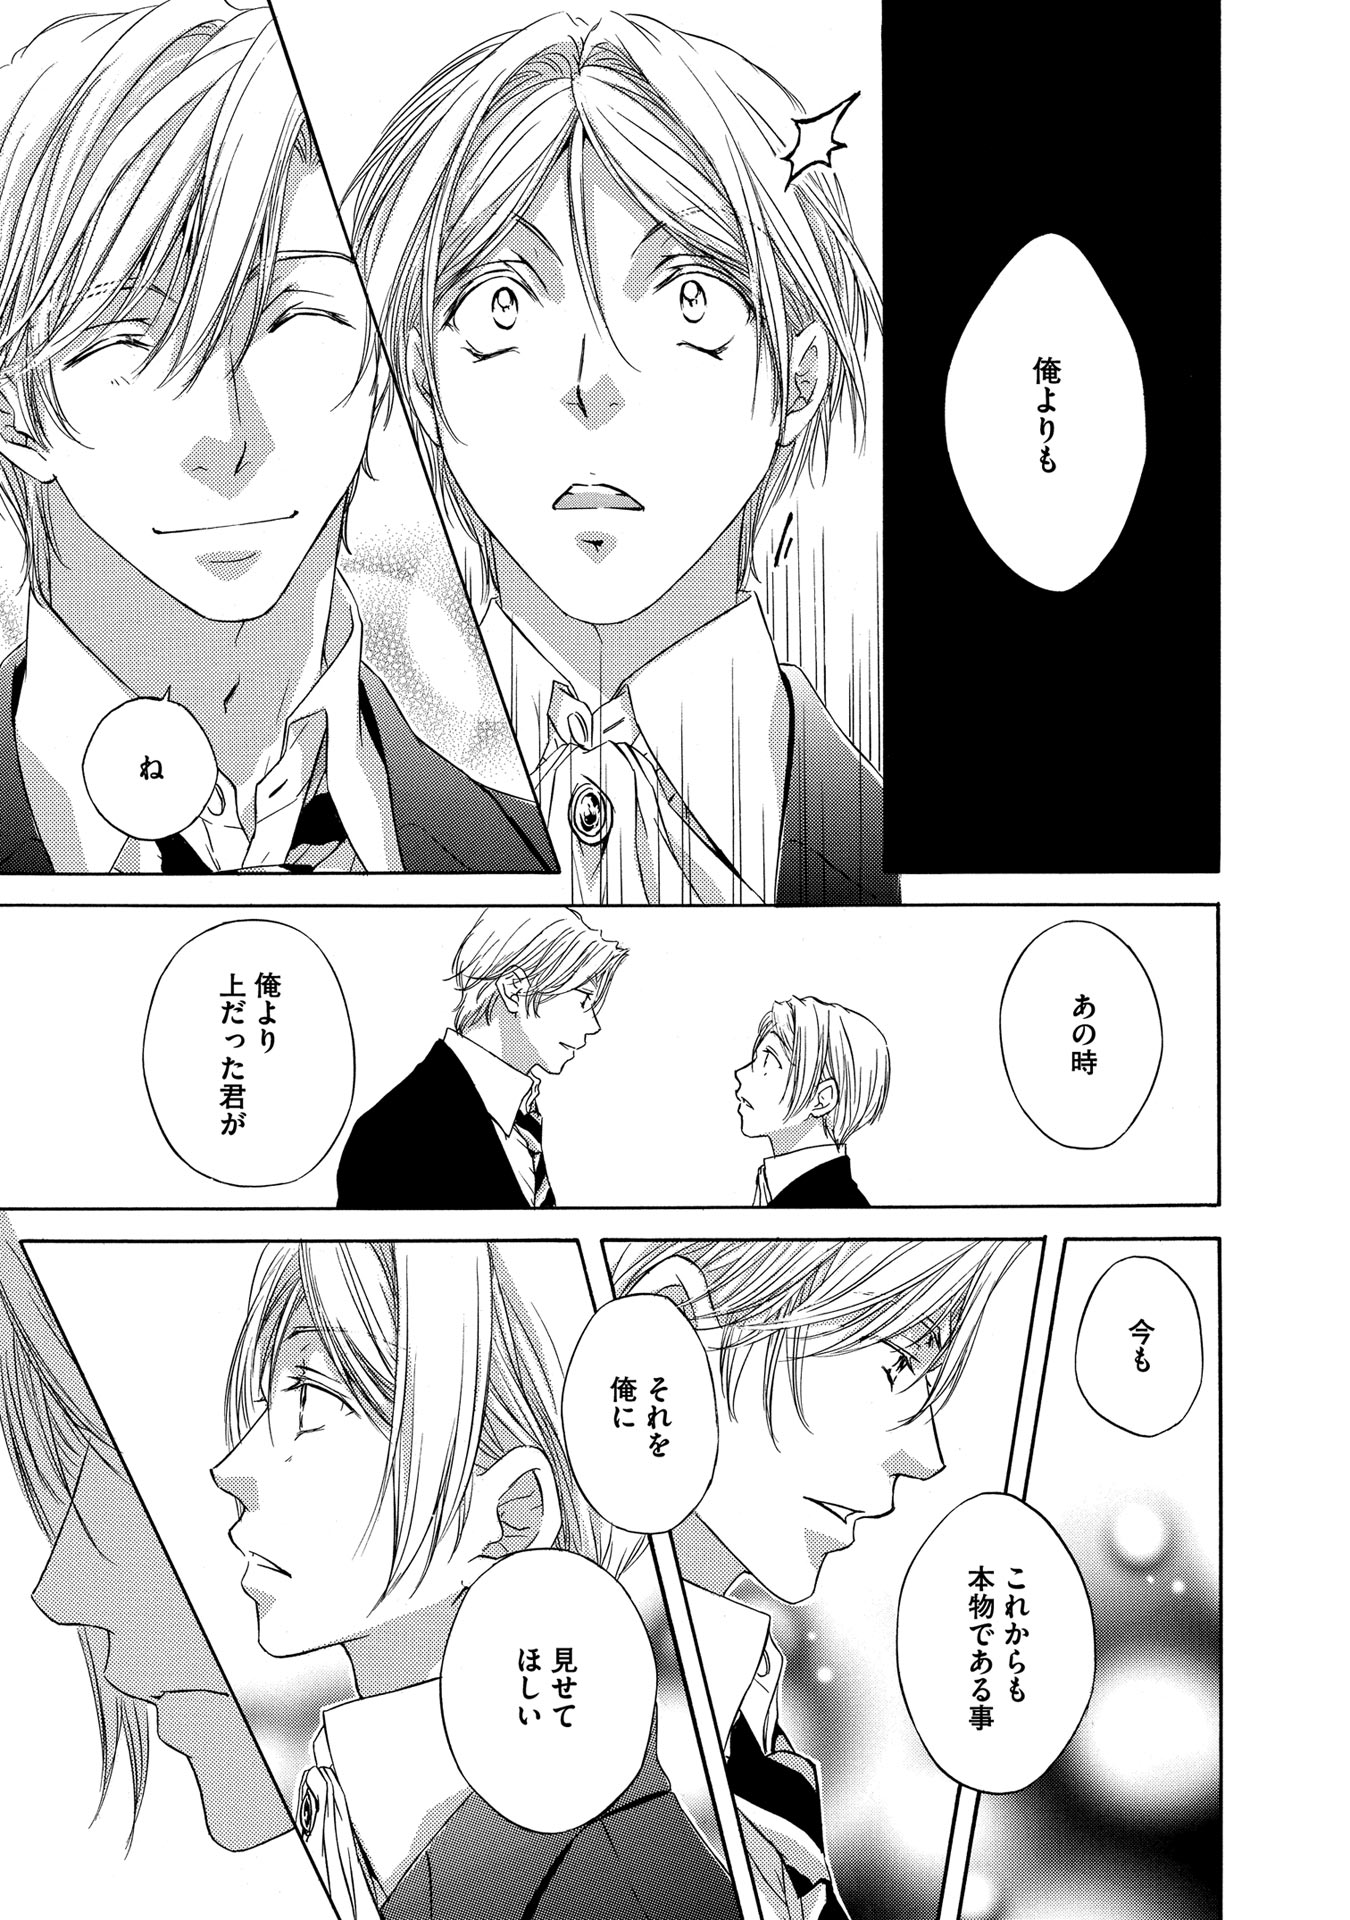 俺よりも
ね
あの時
俺より
上だった君が
今も
これからも
本物である事
それを
俺に
見せて
ほしい